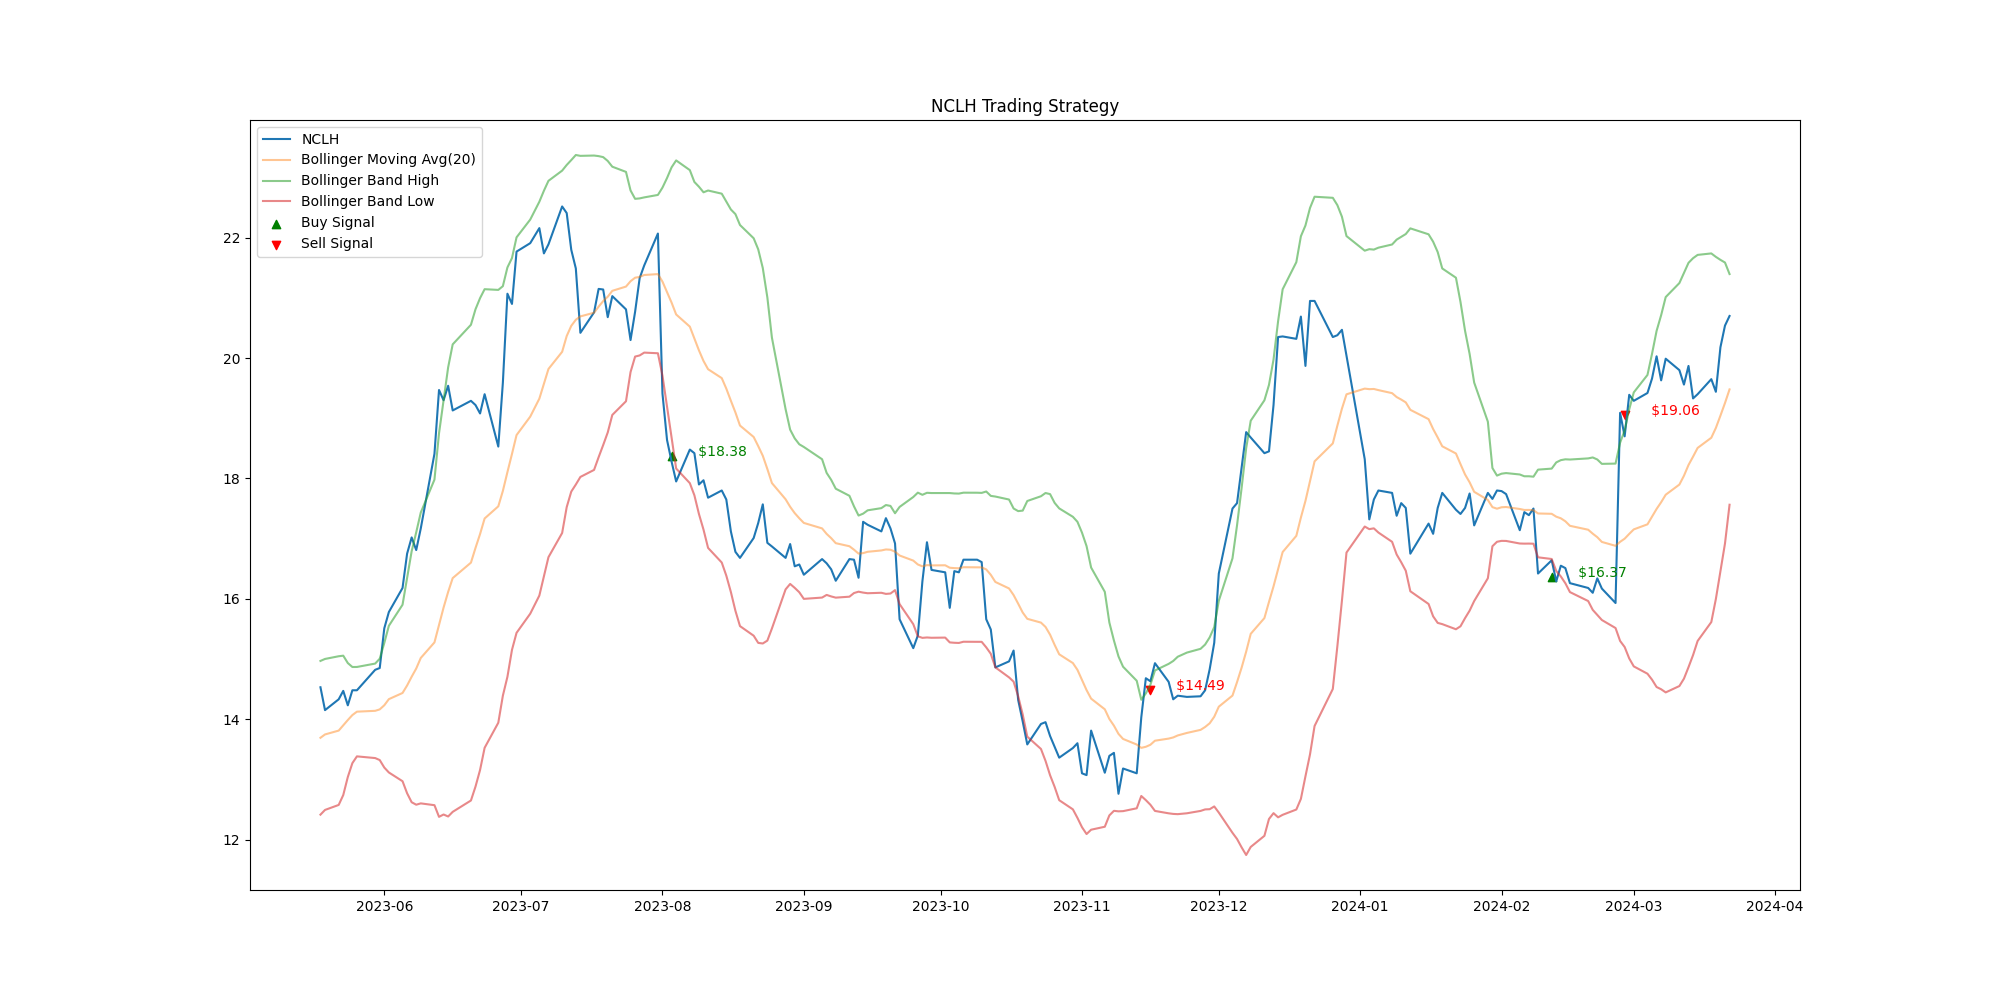 NCLH Trading Strategy
NCLH
Bollinger Moving Avg(20)
Bollinger Band High
Bollinger Band Low
Buy Signal
Sell Signal
22
20
18
16
14
12
$18.38
$14.49
$16.37
$19.06
2023-06 2023-07 2023-08 2023-09 2023-10 2023-11 2023-12 2024-01 2024-02 2024-03 2024-04